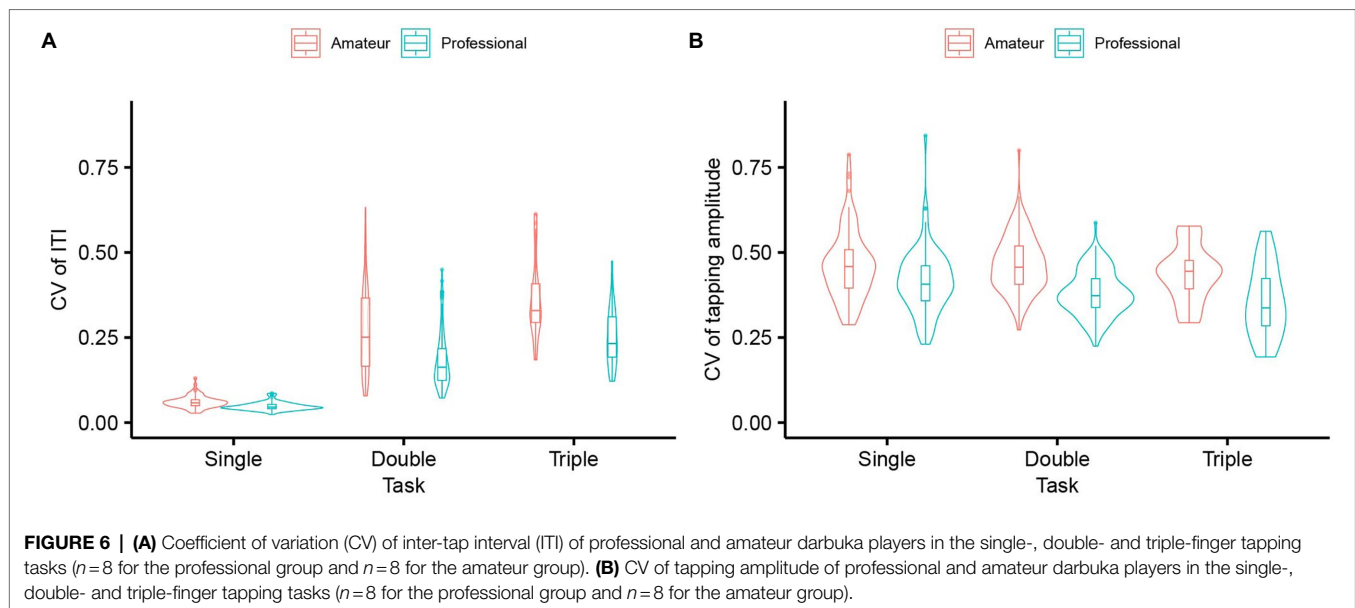 A
Amateur Professional
CV of ITI
0.75
0.50
0.25
0.00
Single Double Triple
Task
B
Amateur Professional
CV of tapping amplitude
0.75
0.50
0.25
0.00
Single Double Triple
Task
FIGURE 6 | (A) Coefficient of variation (CV) of inter-tap interval (ITI) of professional and amateur darbuka players in the single-, double- and triple-finger tapping
tasks (n = 8 for the professional group and n = 8 for the amateur group). (B) CV of tapping amplitude of professional and amateur darbuka players in the single-,
double- and triple-finger tapping tasks (n = 8 for the professional group and n = 8 for the amateur group).